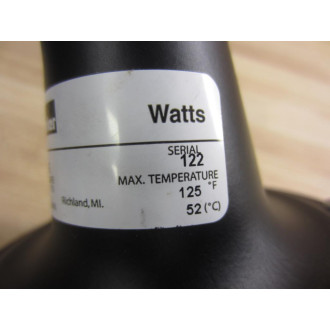 Watts
SERIAL
122
MAX. TEMPERATURE
125 °F
Richland, MI.
52 (°C)